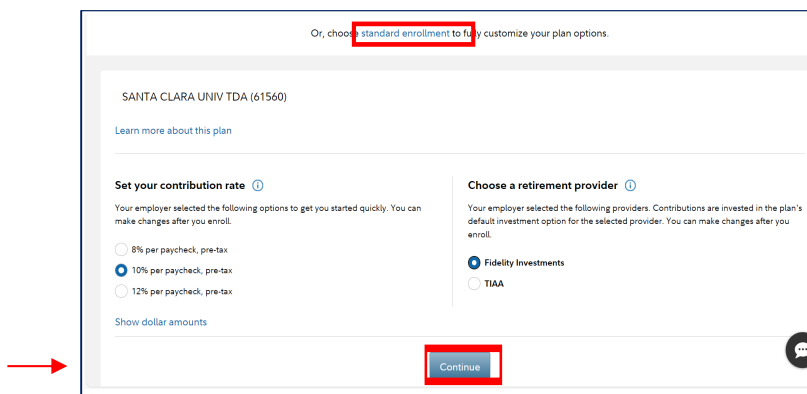 Or, choose standard enrollment to fully customize your plan options.
SANTA CLARA UNIV TDA (61560)
Learn more about this plan
Set your contribution rate
Your employer selected the following options to get you started quickly. You can
make changes after you enroll.
8% per paycheck, pre-tax
10% per paycheck, pre-tax
12% per paycheck, pre-tax
Show dollar amounts
Choose a retirement provider
Your employer selected the following providers. Contributions are invested in the plan's
default investment option for the selected provider. You can make changes after you
enroll.
Fidelity Investments
TIAA
Continue